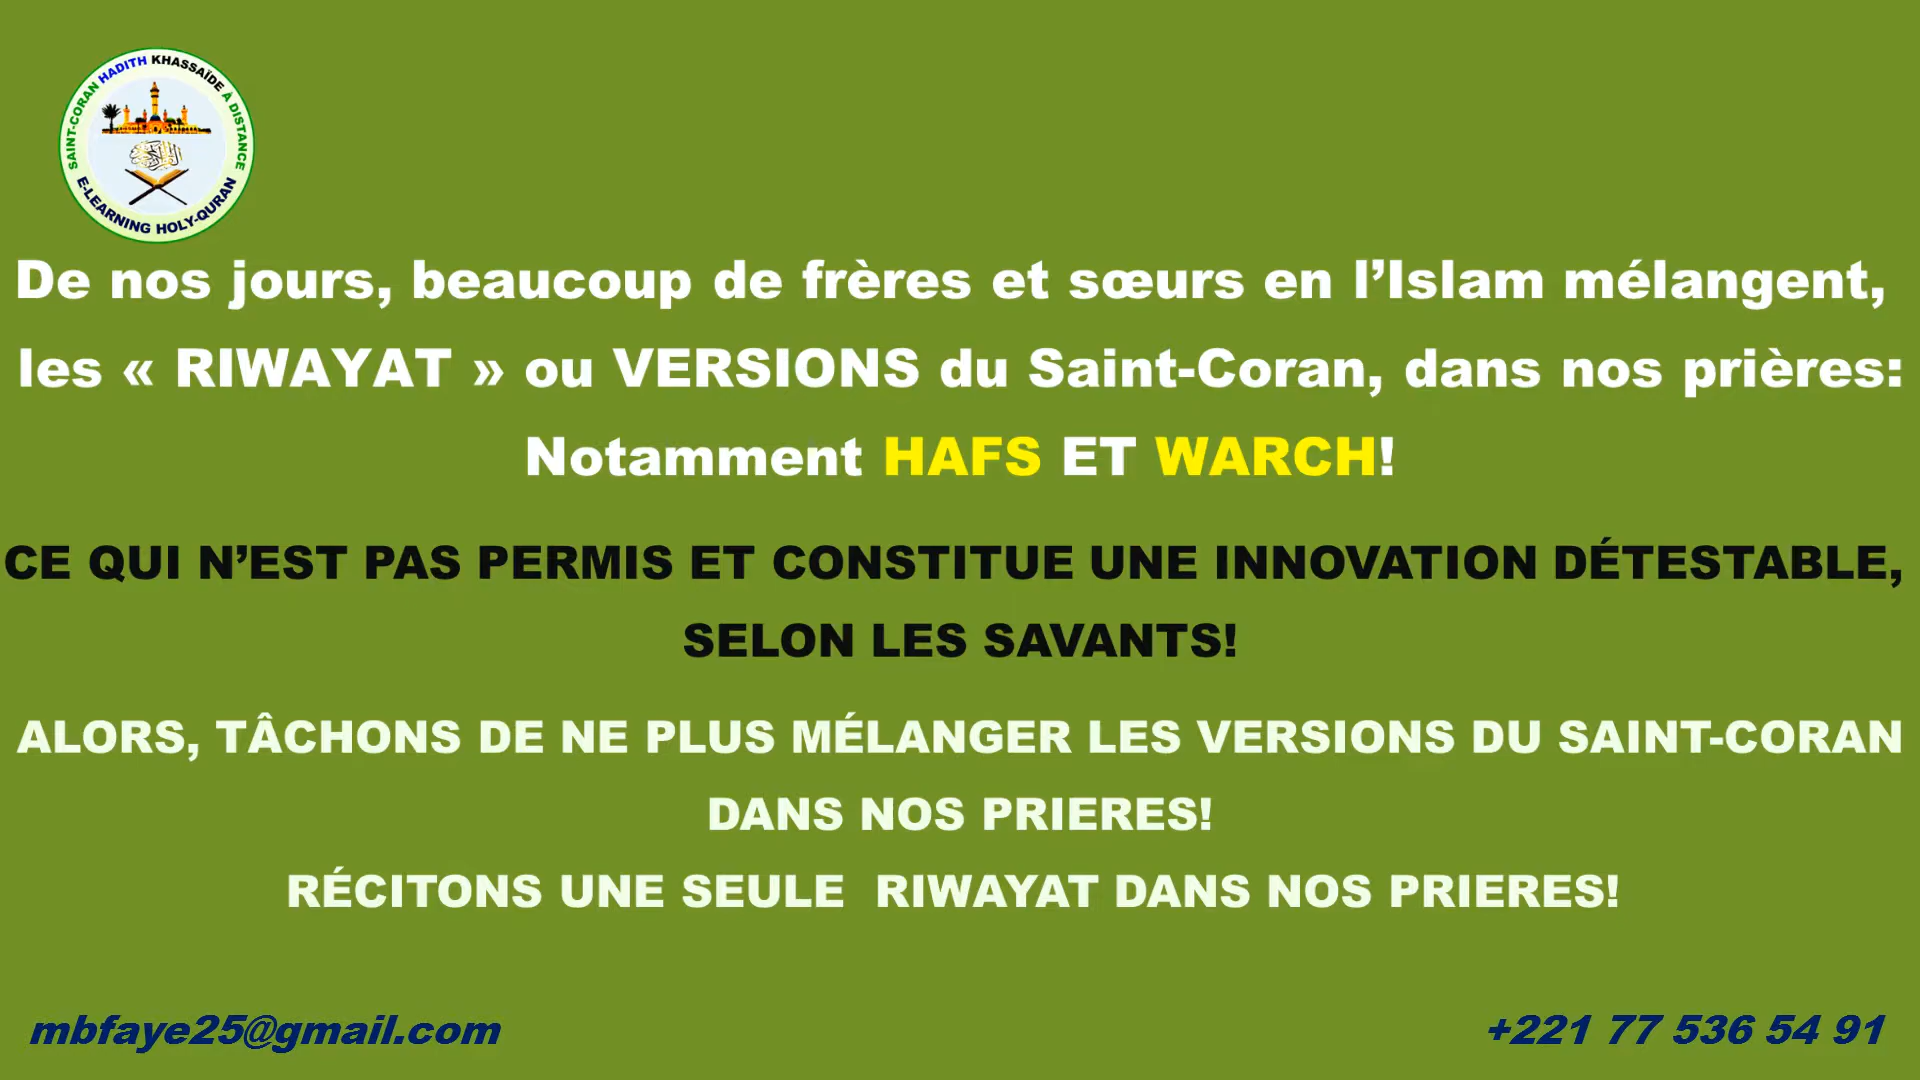 SAINT-CORAN HADITH KHASSAÏDE À DISTANCE
E-LEARNING HOLY-QURAN
De nos jours, beaucoup de frères et sœurs en l’Islam mélangent,
les « RIWAYAT » ou VERSIONS du Saint-Coran, dans nos prières:
Notamment HAFS ET WARCH!
CE QUI N’EST PAS PERMIS ET CONSTITUE UNE INNOVATION DÉTESTABLE,
SELON LES SAVANTS!
ALORS, TÂCHONS DE NE PLUS MÉLANGER LES VERSIONS DU SAINT-CORAN
DANS NOS PRIERES!
RÉCITONS UNE SEULE  RIWAYAT DANS NOS PRIERES!
mbfaye25@gmail.com
+221 77 536 54 91